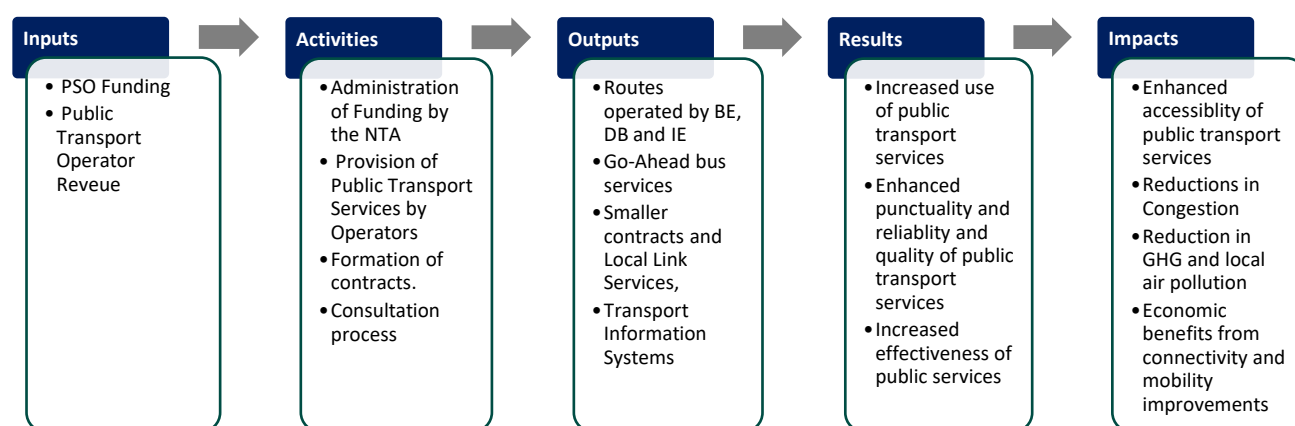 Inputs
• PSO Funding
• Public
Transport
Operator
Reveue
Activities
•Administration
of Funding by
the NTA
• Provision of
Public Transport
Services by
Operators
•Formation of
contracts.
•Consultation
process
Outputs
•Routes
operated by BE,
DB and IE
•Go-Ahead bus
services
•Smaller
contracts and
Local Link
Services,
•Transport
Information
Systems
Results
•Increased use
of public
transport
services
•Enhanced
punctuality and
reliablity and
quality of public
transport
services
•Increased
effectiveness of
public services
Impacts
•Enhanced
accessiblity of
public transport
services
•Reductions in
Congestion
•Reduction in
GHG and local
air pollution
•Economic
benefits from
connectivity and
mobility
improvements